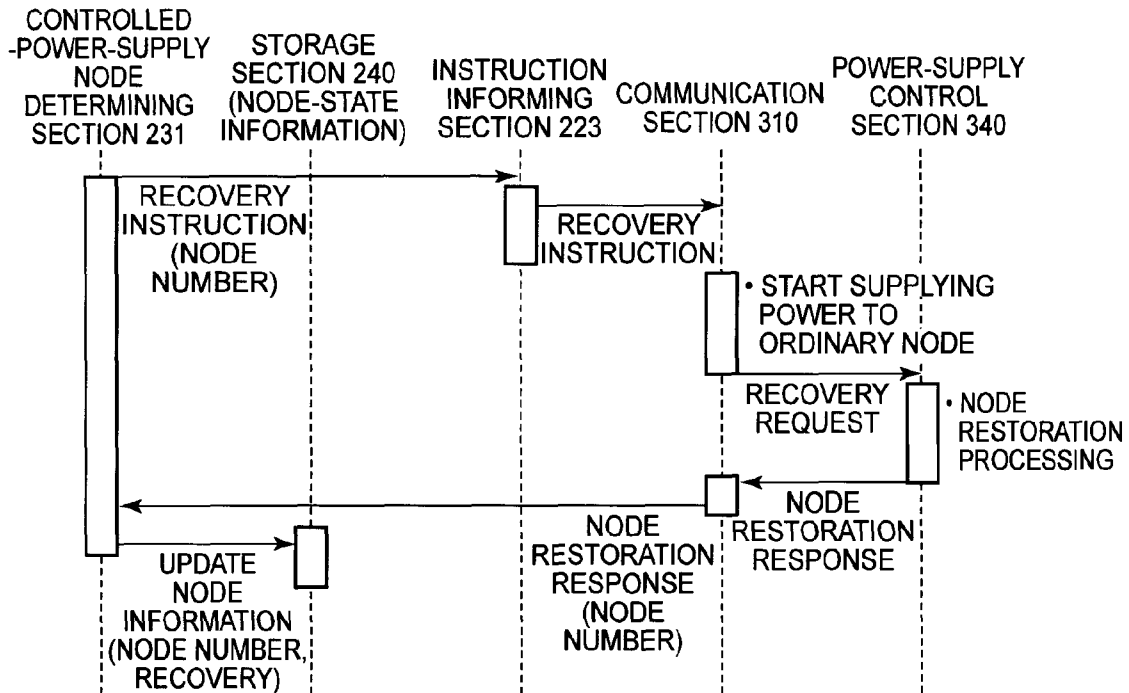 CONTROLLED
-POWER-SUPPLY
NODE
DETERMINING
SECTION 231
STORAGE
SECTION 240
(NODE-STATE
INFORMATION)
INSTRUCTION
INFORMING
SECTION 223
COMMUNICATION
SECTION 310
POWER-SUPPLY
CONTROL
SECTION 340
RECOVERY
INSTRUCTION
(NODE
NUMBER)
RECOVERY
INSTRUCTION
• START SUPPLYING
POWER TO
ORDINARY NODE
RECOVERY
REQUEST
• NODE
RESTORATION
PROCESSING
NODE
RESTORATION
RESPONSE
NODE
RESTORATION
RESPONSE
(NODE
NUMBER)
UPDATE
NODE
INFORMATION
(NODE NUMBER,
RECOVERY)